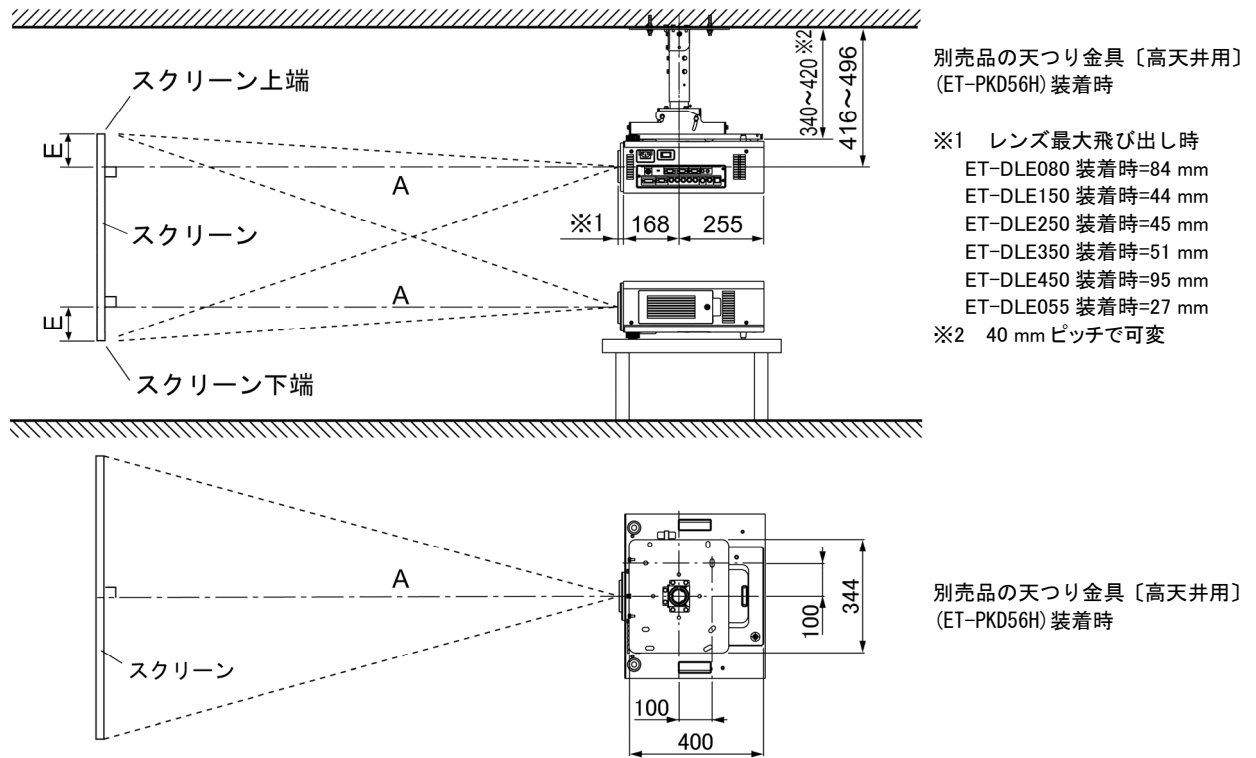 スクリーン上端
E
A
スクリーン
A
E
スクリーン下端
340~420 ※2
416~496
※1
168
255
別売品の天つり金具〔高天井用〕
(ET-PKD56H)装着時
※1 レンズ最大飛び出し時
ET-DLE080 装着時=84 mm
ET-DLE150 装着時=44 mm
ET-DLE250 装着時=45 mm
ET-DLE350 装着時=51 mm
ET-DLE450 装着時=95 mm
ET-DLE055 装着時=27 mm
※2 40 mm ピッチで可変
A
スクリーン
100
344
100
400
別売品の天つり金具〔高天井用〕
(ET-PKD56H)装着時